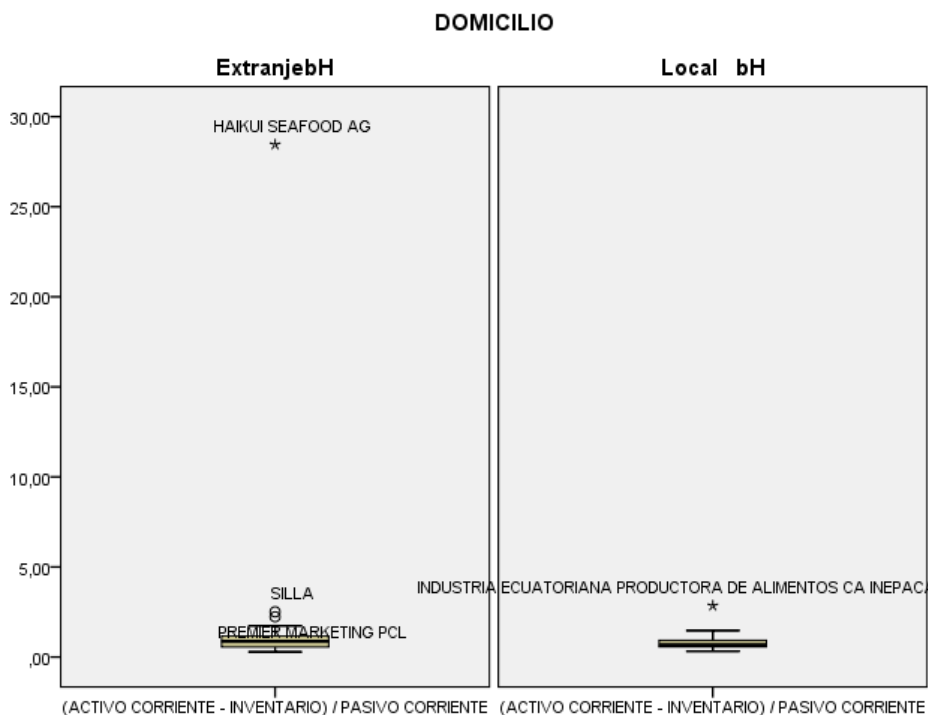 DOMICILIO
ExtranjebH
Local bH
30,00
25,00
20,00
15,00
10,00
5,00
,00
HAIKUI SEAFOOD AG
SILLA
PREMIER MARKETING PCL
INDUSTRIA ECUATORIANA PRODUCTORA DE ALIMENTOS CA INEPACA
(ACTIVO CORRIENTE - INVENTARIO) / PASIVO CORRIENTE
(ACTIVO CORRIENTE - INVENTARIO) / PASIVO CORRIENTE